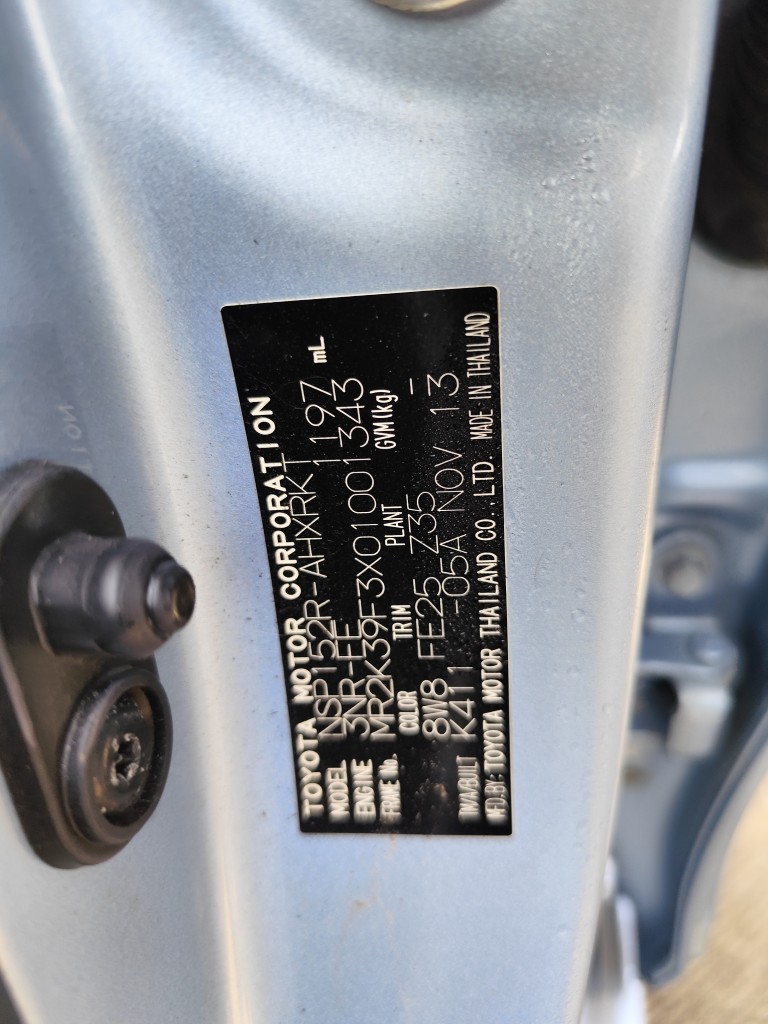 TOYOTA MOTOR CORPORATION
MODEL NSP152R-AHXRKT 1197 mL
ENGINE 3NR-FE
FRAME No. MR2K39F3X01001343
COLOR TRIM PLANT GVM(kg)
8W8 FE25 Z35 —
TM/A/BUILT K411 -05A NOV 13
MFD.BY: TOYOTA MOTOR THAILAND CO.,LTD. MADE IN THAILAND